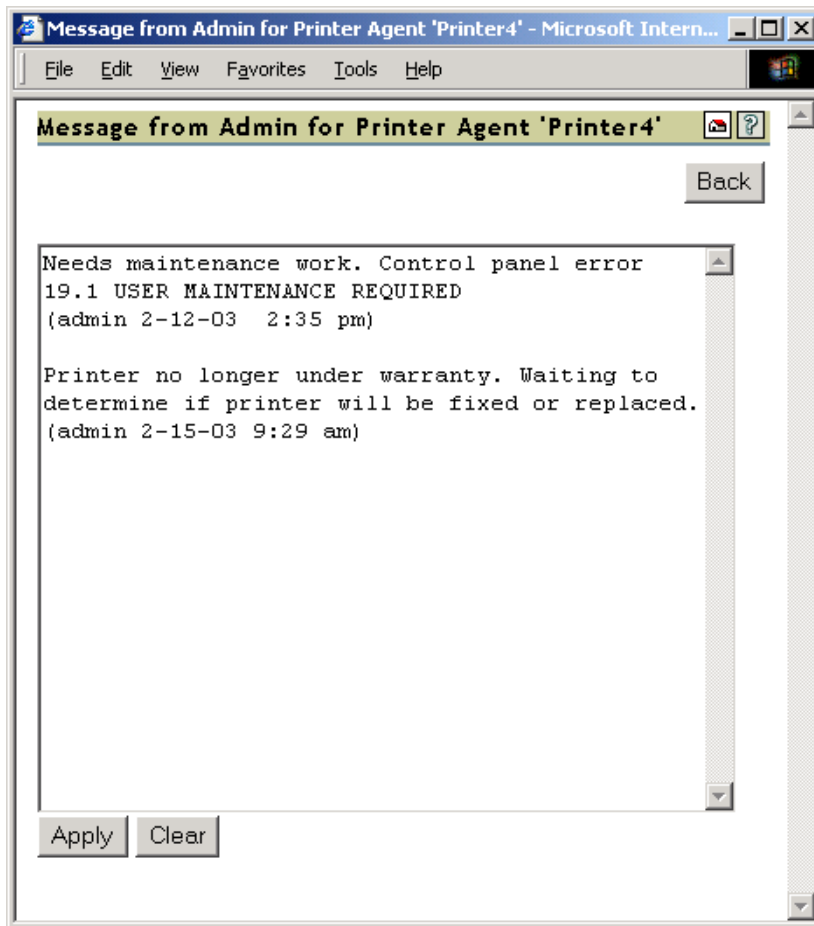 Message from Admin for Printer Agent 'Printer4' - Microsoft Intern...
File Edit View Favorites Tools Help
Message from Admin for Printer Agent 'Printer4'
?
Back
Needs maintenance work. Control panel error
19.1 USER MAINTENANCE REQUIRED
(admin 2-12-03  2:35 pm)
Printer no longer under warranty. Waiting to
determine if printer will be fixed or replaced.
(admin 2-15-03 9:29 am)
Apply Clear